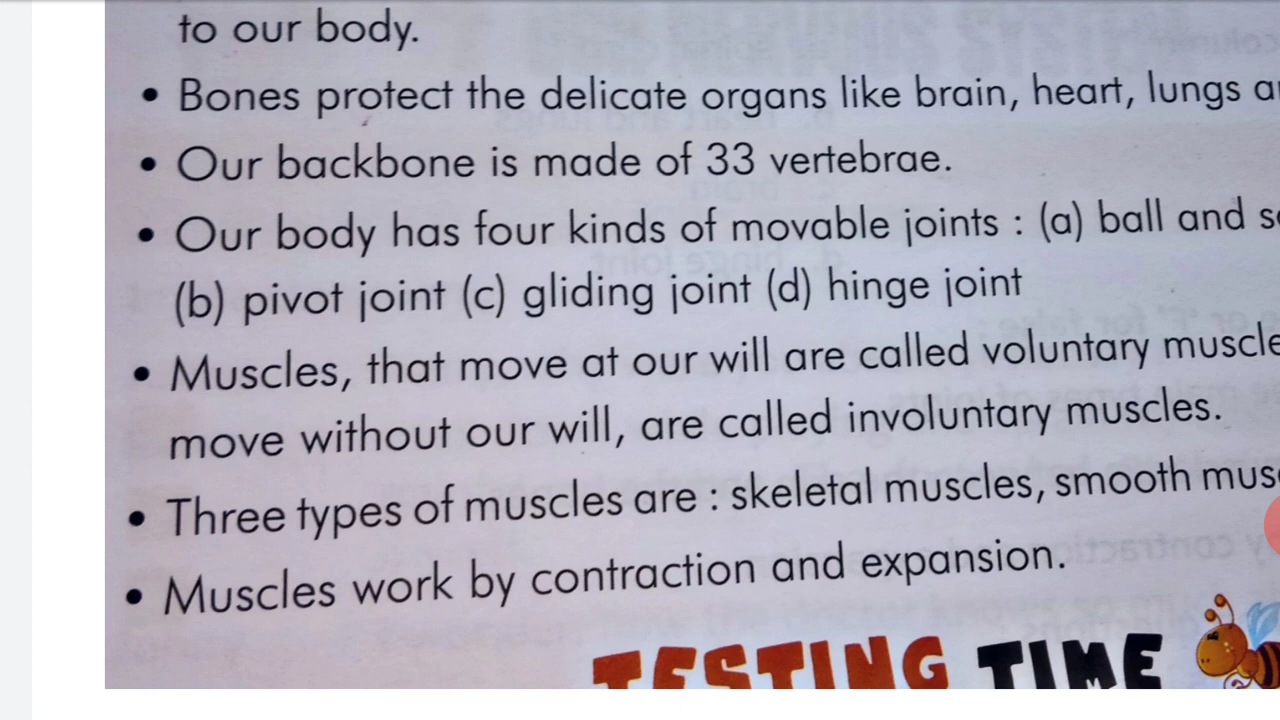 to our body.
• Bones protect the delicate organs like brain, heart, lungs
• Our backbone is made of 33 vertebrae.
• Our body has four kinds of movable joints : (a) ball and
(b) pivot joint (c) gliding joint (d) hinge joint
• Muscles, that move at our will are called voluntary
move without our will, are called involuntary muscles.
• Three types of muscles are : skeletal muscles, smooth
• Muscles work by contraction and expansion.
TESTING TIME